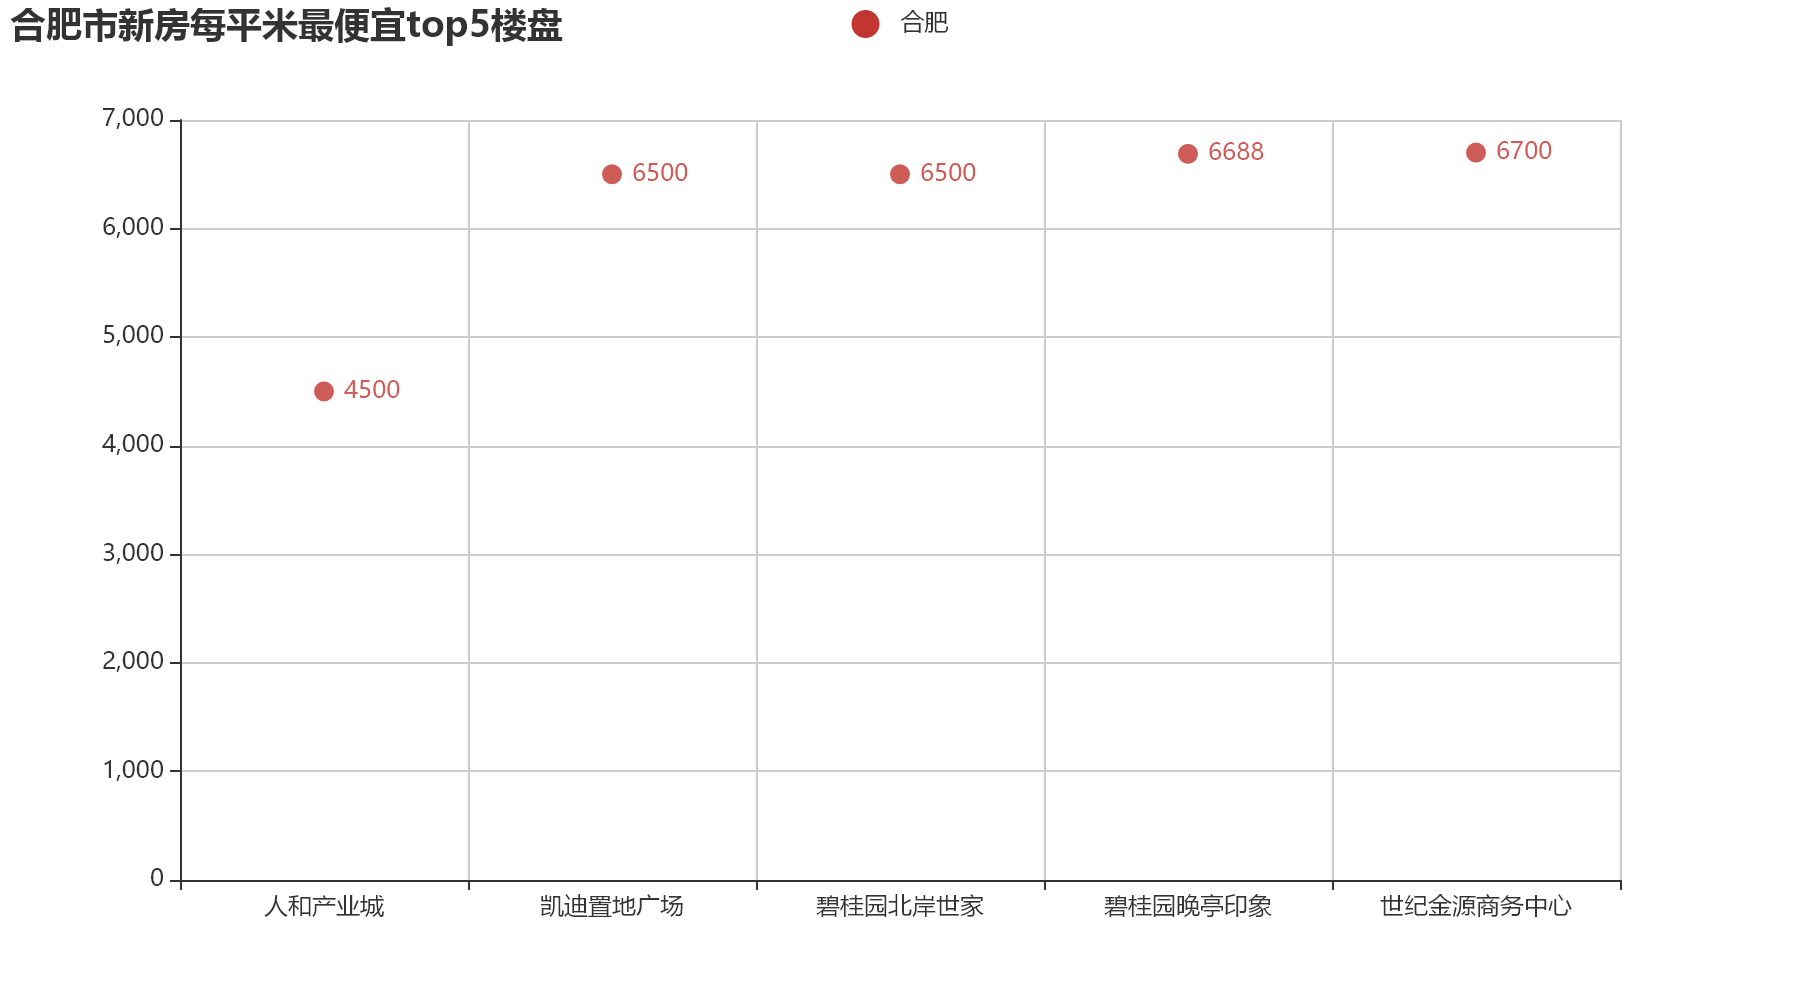 合肥市新房每平米最便宜top5楼盘
合肥
7,000
6,000
5,000
4,000
3,000
2,000
1,000
0
4500
6500
6500
6688
6700
人和产业城
凯迪置地广场
碧桂园北岸世家
碧桂园晚亭印象
世纪金源商务中心